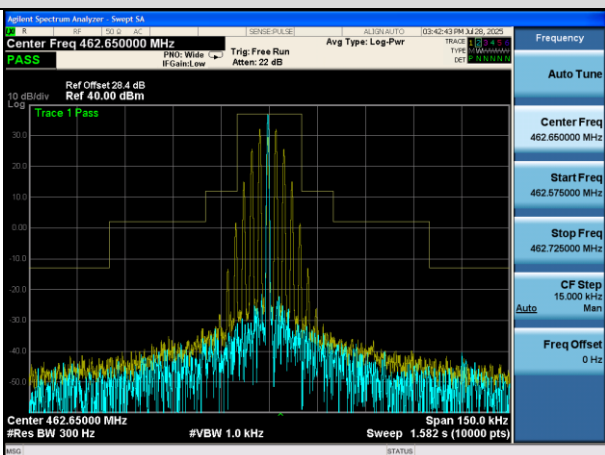 Agilent Spectrum Analyzer - Swept SA
R RF 50 Ω AC SENSE:PULSE ALIGN AUTO 03:42:43 PM Jul 28, 2025
Center Freq 462.650000 MHz
PASS
PNO: Wide
IFGain:Low
Trig: Free Run
Atten: 22 dB
Avg Type: Log-Pwr
TRACE 1 2 3 4 5 6
TYPE
DET P N N N N N
Ref Offset 28.4 dB
10 dB/div Ref 40.00 dBm
Log
Trace 1 Pass
30.0
20.0
10.0
0.00
-10.0
-20.0
-30.0
-40.0
-50.0
Center 462.65000 MHz Span 150.0 kHz
#Res BW 300 Hz #VBW 1.0 kHz Sweep 1.582 s (10000 pts)
MSG STATUS
Frequency
Auto Tune
Center Freq
462.650000 MHz
Start Freq
462.575000 MHz
Stop Freq
462.725000 MHz
CF Step
15.000 kHz
Auto Man
Freq Offset
0 Hz